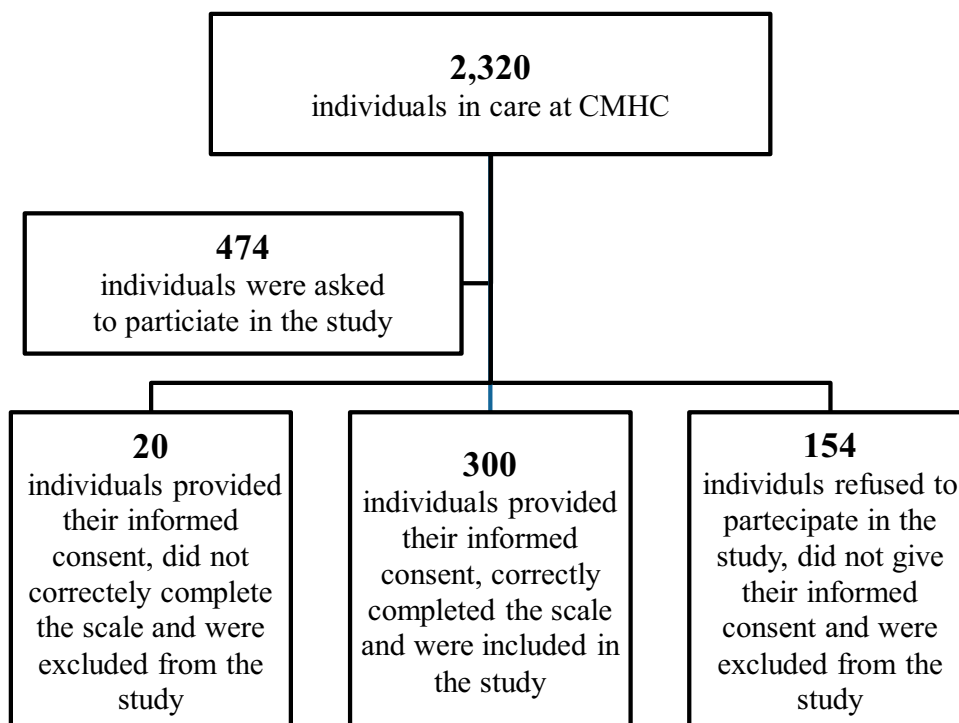 2,320
individuals in care at CMHC
474
individuals were asked
to particiate in the study
20
individuals provided
their informed
consent, did not
correctely complete
the scale and were
excluded from the
study
300
individuals provided
their informed
consent, correctly
completed the scale
and were included in
the study
154
individuls refused to
partecipate in the
study, did not give
their informed
consent and were
excluded from the
study